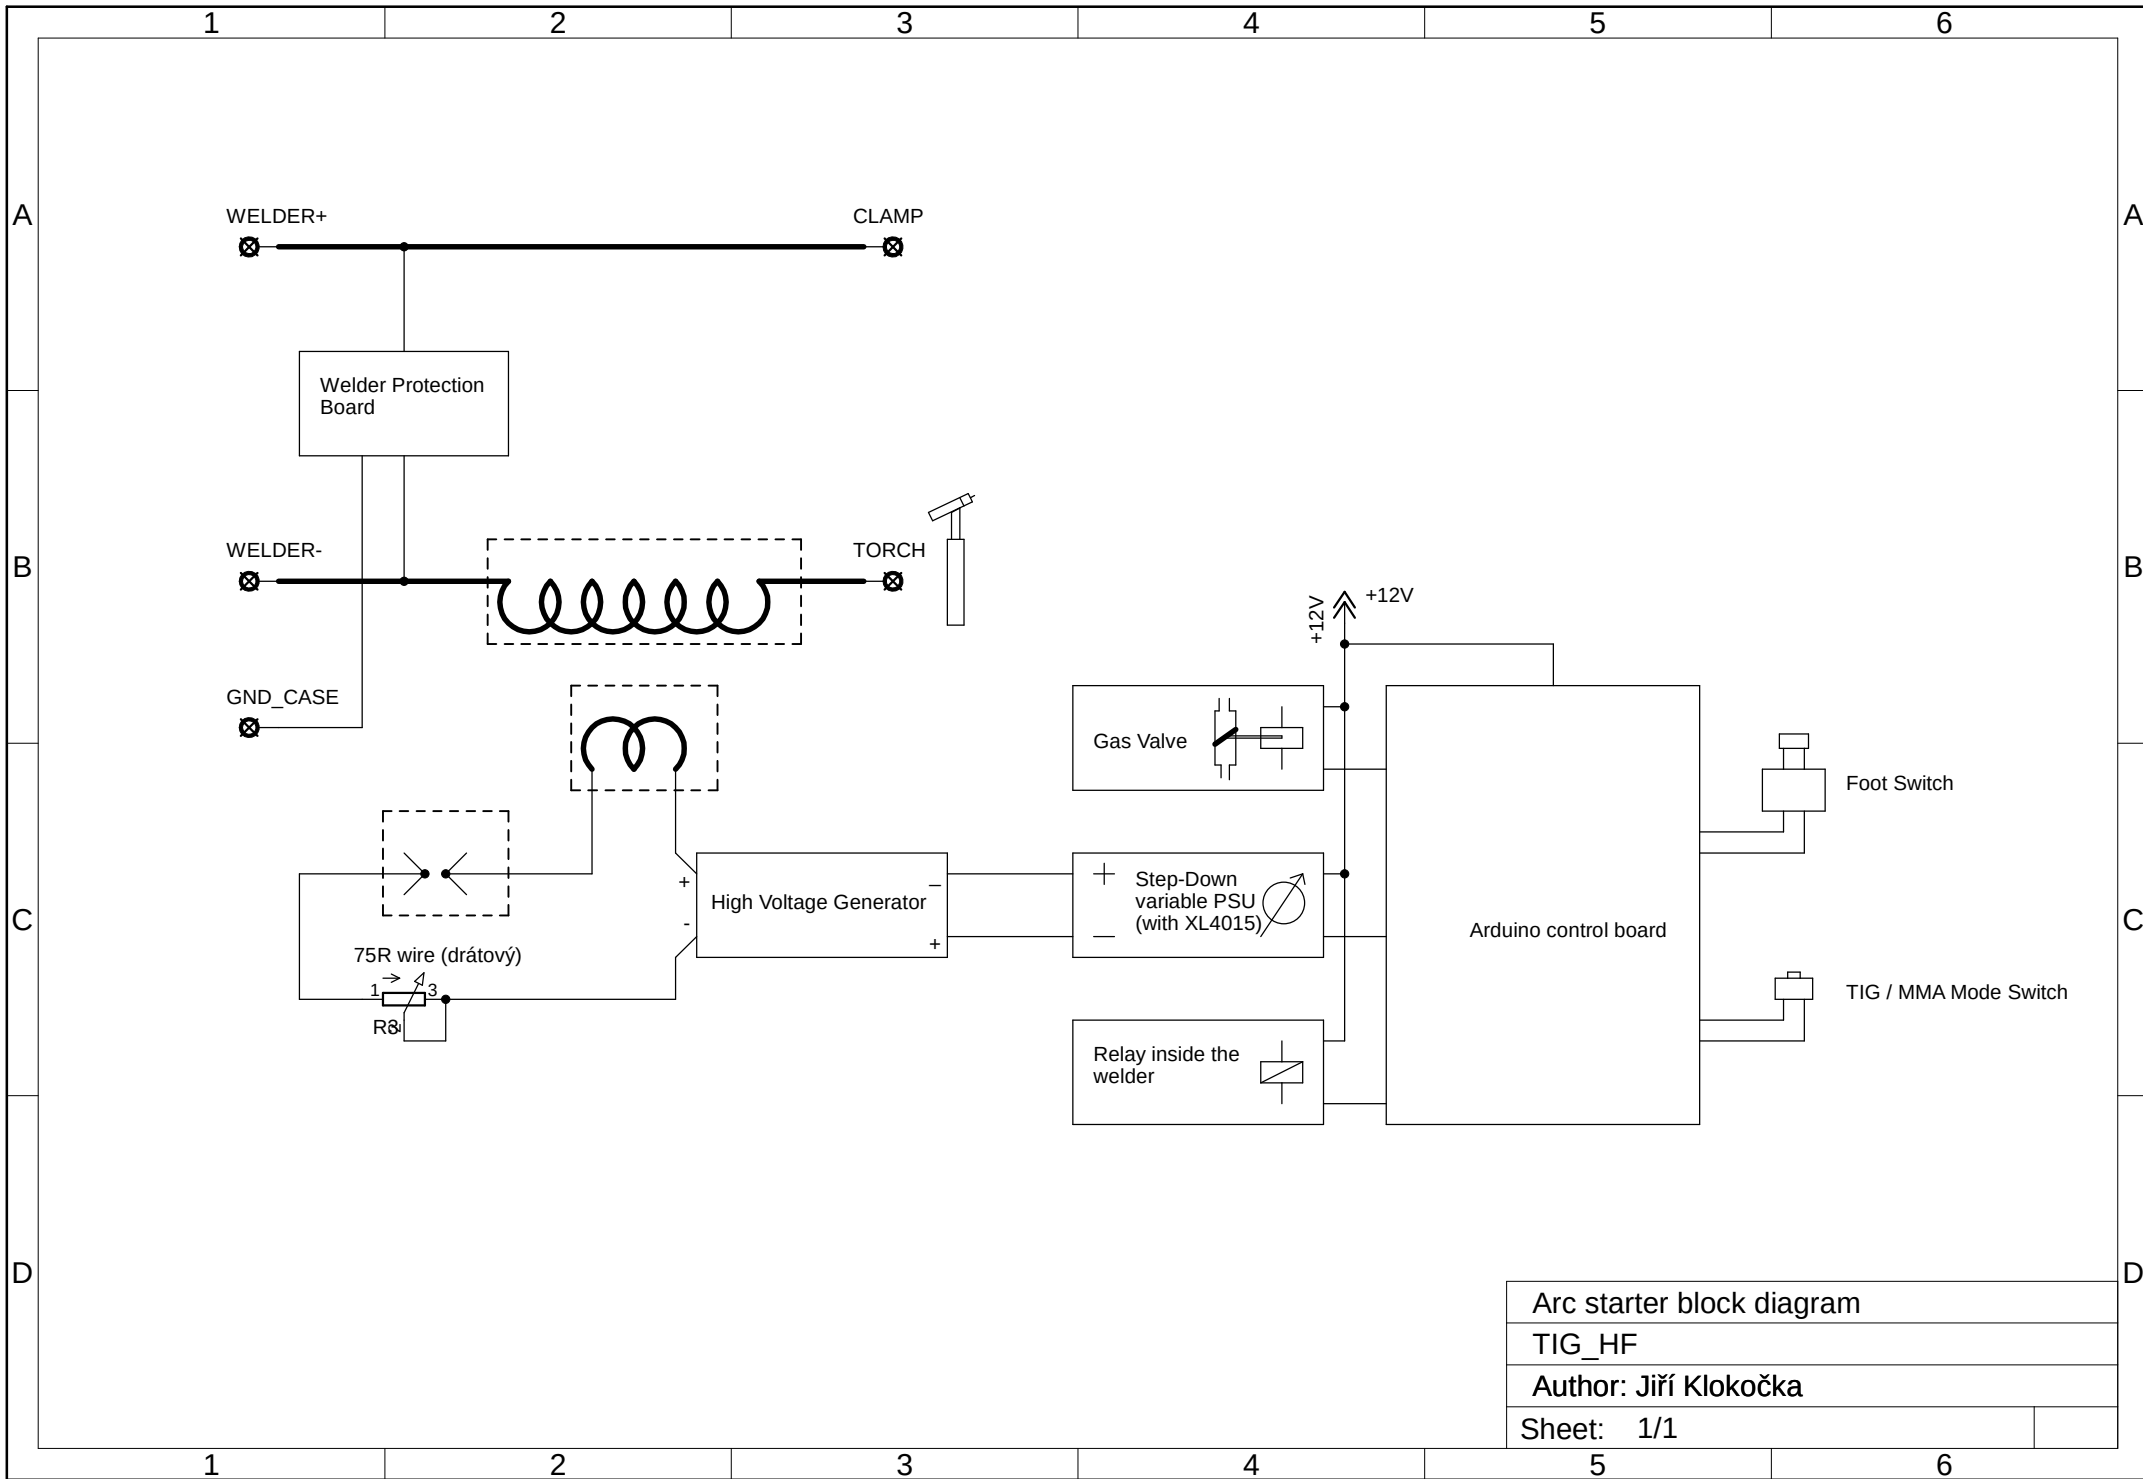 1 2 3 4 5 6
A A
WELDER+ CLAMP
Welder Protection
Board
WELDER- TORCH
B B
+12V +12V
GND_CASE
Gas Valve
Foot Switch
+ - High Voltage Generator – +
Step-Down
variable PSU
(with XL4015)
C C
Arduino control board
75R wire (drátový)
1 3
R3
2
TIG / MMA Mode Switch
Relay inside the
welder
D D
Arc starter block diagram
TIG_HF
Author: Jiří Klokočka
Sheet: 1/1
1 2 3 4 5 6